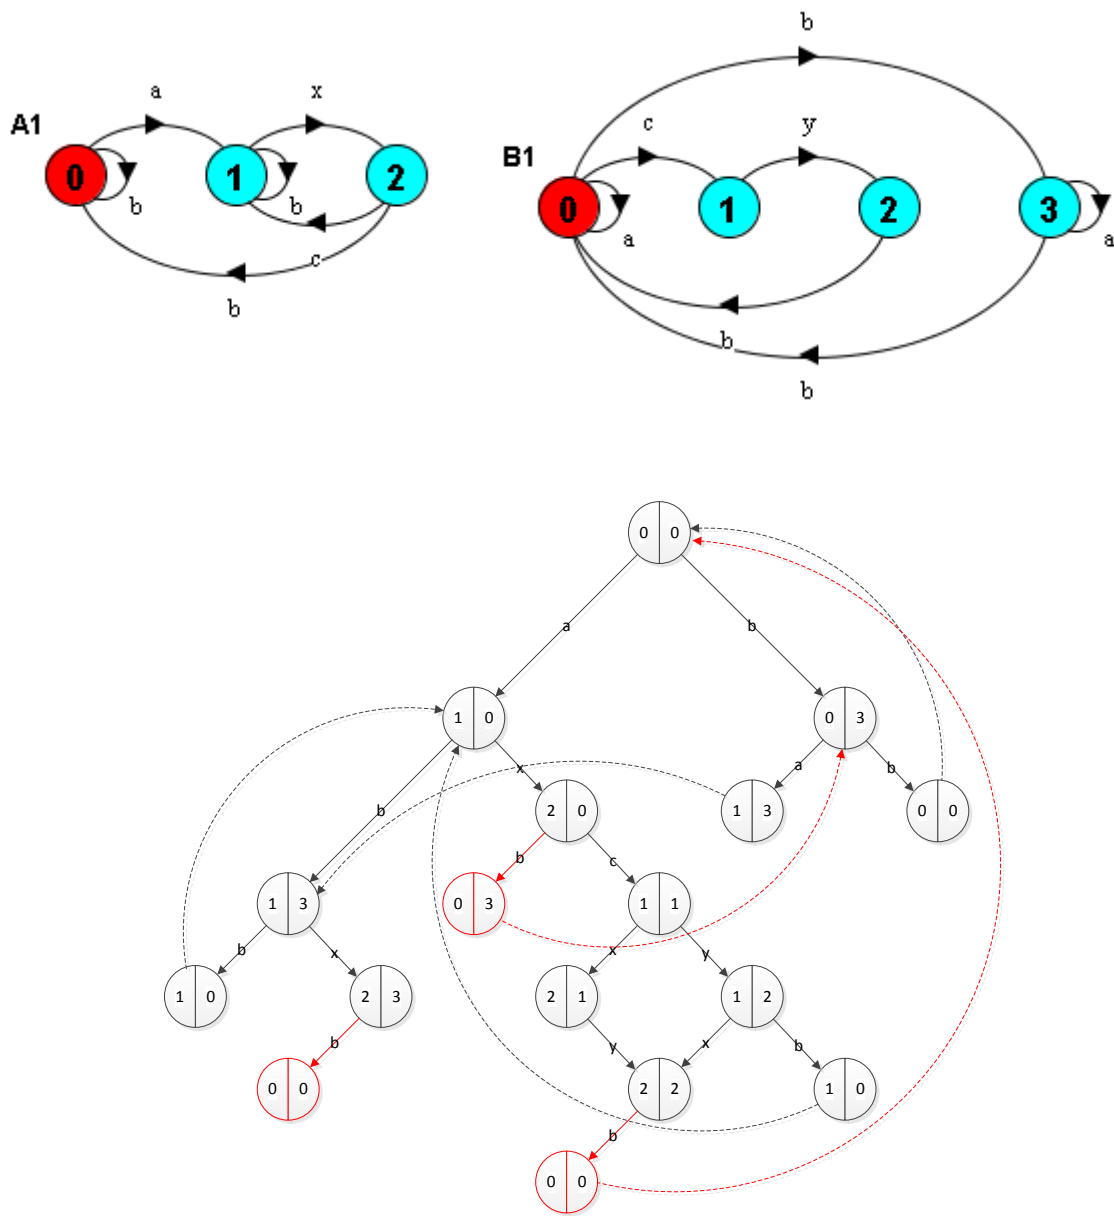 b
a x
A1
c y
B1
0 1 2
b b
0 1 2 3
a a
c
b
b
b
0 0
a b
1 0 0 3
x a b
b 2 0 1 3 0 0
b c
1 3 0 3 1 1
b x x y
1 0 2 3 2 1 1 2
b y x b
0 0 2 2 1 0
b
0 0